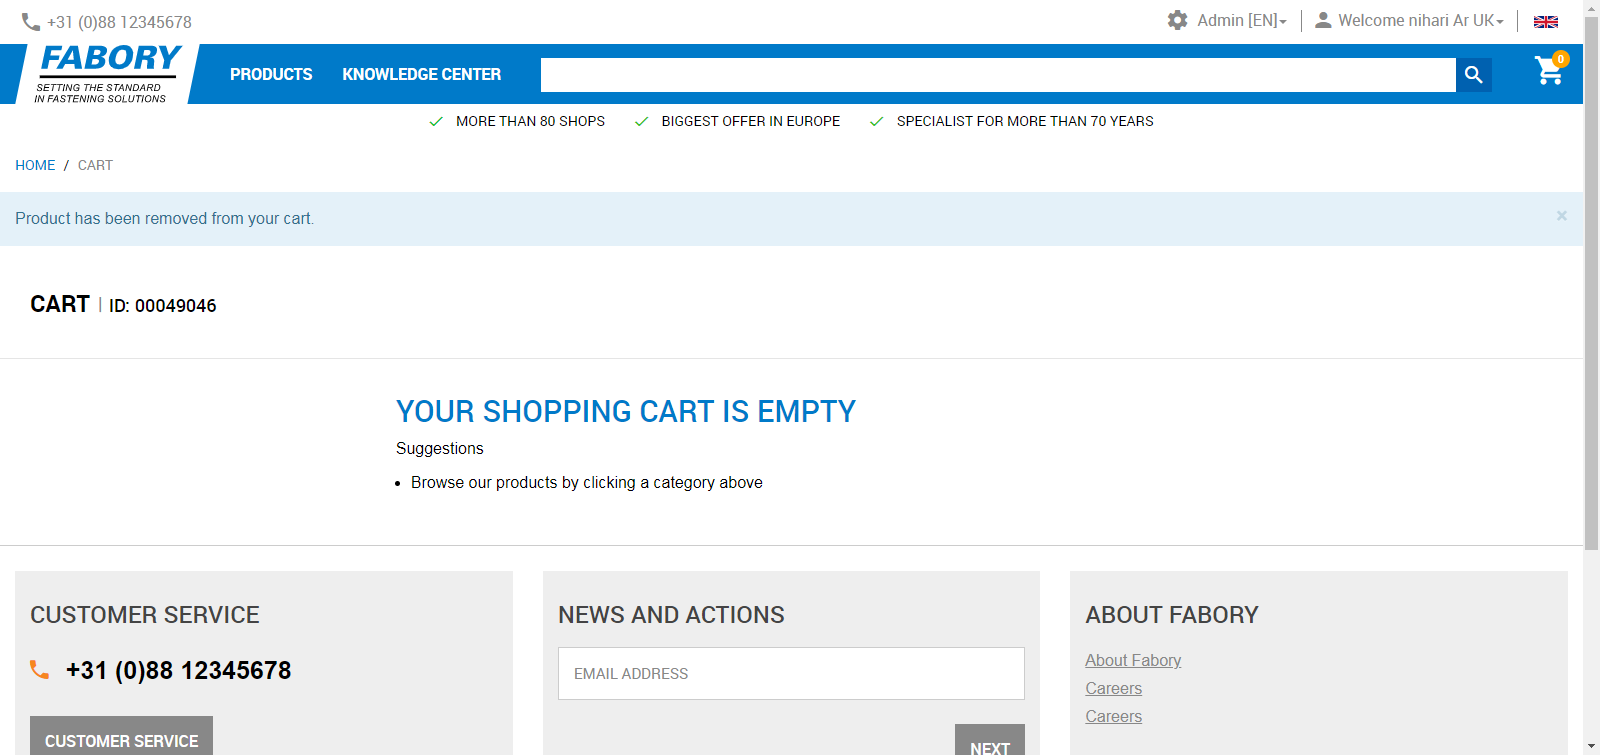 +31 (0)88 12345678
Admin [EN]
Welcome nihari Ar UK
FABORY
SETTING THE STANDARD
IN FASTENING SOLUTIONS
PRODUCTS
KNOWLEDGE CENTER
0
MORE THAN 80 SHOPS
BIGGEST OFFER IN EUROPE
SPECIALIST FOR MORE THAN 70 YEARS
HOME / CART
Product has been removed from your cart.
×
CART | ID: 00049046
YOUR SHOPPING CART IS EMPTY
Suggestions
• Browse our products by clicking a category above
CUSTOMER SERVICE
+31 (0)88 12345678
CUSTOMER SERVICE
NEWS AND ACTIONS
EMAIL ADDRESS
NEXT
ABOUT FABORY
About Fabory
Careers
Careers